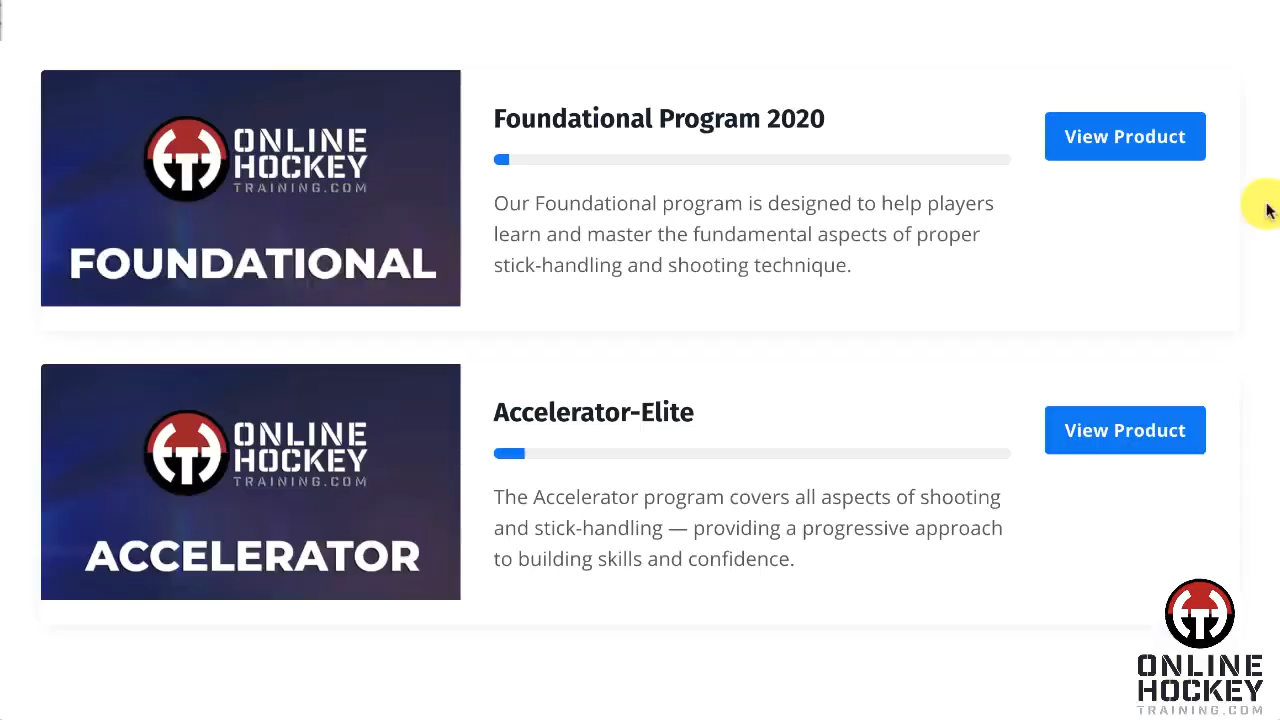 ONLINE
HOCKEY
TRAINING.COM
FOUNDATIONAL
Foundational Program 2020
View Product
Our Foundational program is designed to help players
learn and master the fundamental aspects of proper
stick-handling and shooting technique.
ONLINE
HOCKEY
TRAINING.COM
ACCELERATOR
Accelerator-Elite
View Product
The Accelerator program covers all aspects of shooting
and stick-handling — providing a progressive approach
to building skills and confidence.
ONLINE
HOCKEY
TRAINING.COM